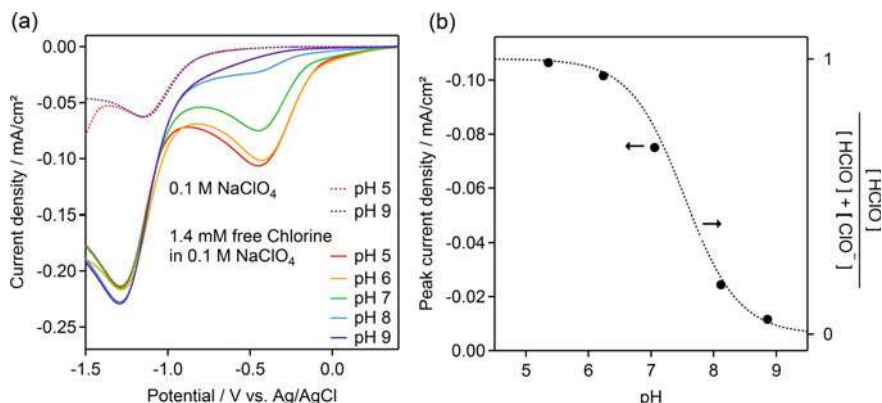 (a)
0.00
-0.05
-0.10
-0.15
-0.20
-0.25
Current density / mA/cm²
-1.5
-1.0
-0.5
0.0
Potential / V vs. Ag/AgCl
0.1 M NaClO₄
pH 5
pH 9
1.4 mM free Chlorine
in 0.1 M NaClO₄
pH 5
pH 6
pH 7
pH 8
pH 9
(b)
-0.10
-0.08
-0.06
-0.04
-0.02
0.00
Peak current density / mA/cm²
5
6
7
8
9
pH
1
0
[ HClO ]
[ HClO ] + [ ClO⁻ ]